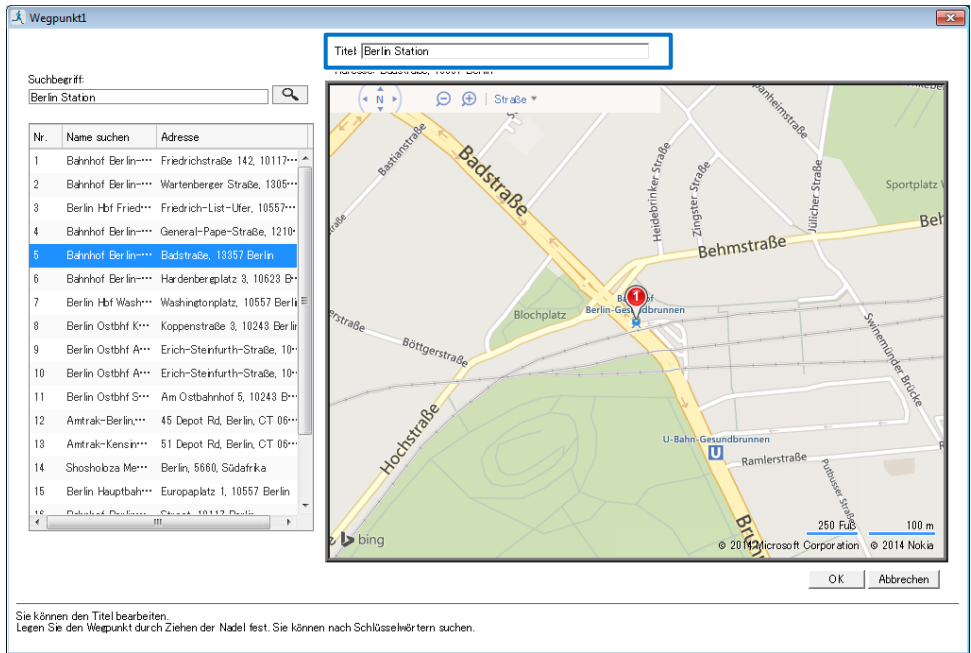 Wegpunkt1
Titel: Berlin Station
Suchbegriff:
Berlin Station
Nr. Name suchen Adresse
1 Bahnhof Berlin-··· Friedrichstraße 142, 10117···
2 Bahnhof Berlin-··· Wartenberger Straße, 1305···
3 Berlin Hbf Fried··· Friedrich-List-Ufer, 10557···
4 Bahnhof Berlin-··· General-Pape-Straße, 1210·
5 Bahnhof Berlin-··· Badstraße, 13357 Berlin
6 Bahnhof Berlin-··· Hardenbergplatz 3, 10623 B··
7 Berlin Hbf Wash··· Washingtonplatz, 10557 Berli
8 Berlin Ostbhf K··· Koppenstraße 3, 10243 Berlin
9 Berlin Ostbhf A··· Erich-Steinfurth-Straße, 10··
10 Berlin Ostbhf A··· Erich-Steinfurth-Straße, 10··
11 Berlin Ostbhf S··· Am Ostbahnhof 5, 10243 B···
12 Amtrak-Berlin,··· 45 Depot Rd, Berlin, CT 06···
13 Amtrak-Kensin··· 51 Depot Rd, Berlin, CT 06···
14 Shosholoza Me··· Berlin, 5660, Südafrika
15 Berlin Hauptbah··· Europaplatz 1, 10557 Berlin
N
Straße
Bastianstraße
Badstraße
Spanheimstraße
Heidebrinker Straße
Zingster Straße
Jülicher Straße
Sportplatz
Beh
Behmstraße
1
Bahnhof
Berlin-Gesundbrunnen
Blochplatz
Böttgerstraße
Swinemünder Brücke
Hochstraße
U-Bahn-Gesundbrunnen
U
Ramlerstraße
Putbusser Straße
Brun
250 Fuß 100 m
bing
© 2014 Microsoft Corporation © 2014 Nokia
OK Abbrechen
Sie können den Titel bearbeiten.
Legen Sie den Wegpunkt durch Ziehen der Nadel fest. Sie können nach Schlüsselwörtern suchen.